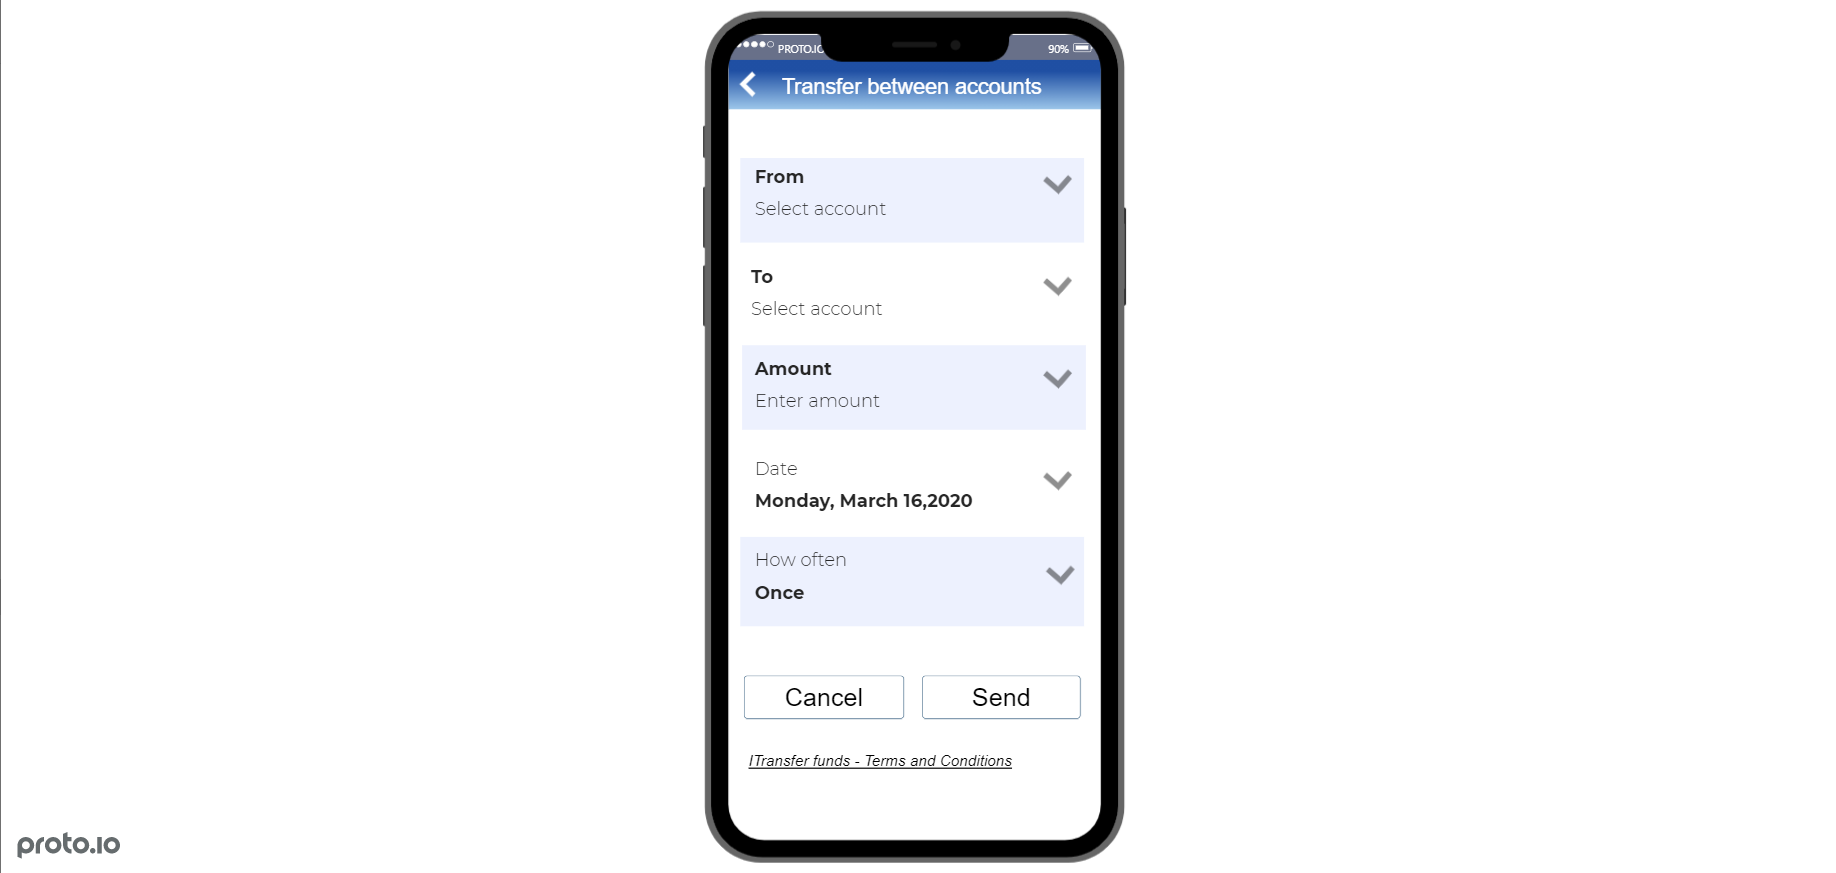 PROTO.IO
90%
Transfer between accounts
From
Select account
To
Select account
Amount
Enter amount
Date
Monday, March 16,2020
How often
Once
Cancel
Send
ITransfer funds - Terms and Conditions
proto.io